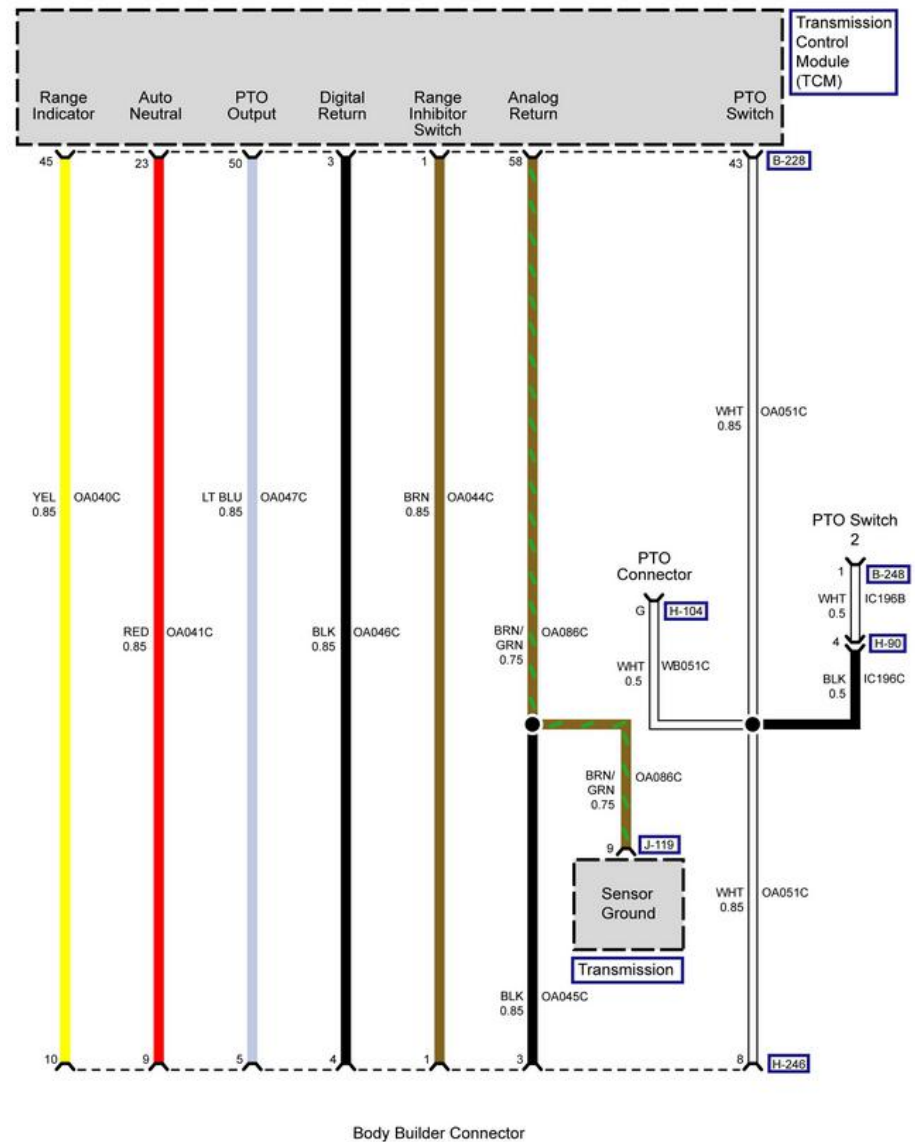 Transmission
Control
Module
(TCM)
Range
Indicator
Auto
Neutral
PTO
Output
Digital
Return
Range
Inhibitor
Switch
Analog
Return
PTO
Switch
45
23
50
3
1
58
43
B-228
WHT
0.85
OA051C
YEL
0.85
OA040C
LT BLU
0.85
OA047C
BRN
0.85
OA044C
PTO Switch
2
1
B-248
WHT
0.5
IC196B
4
H-90
BLK
0.5
IC196C
PTO
Connector
G
H-104
WHT
0.5
WB051C
RED
0.85
OA041C
BLK
0.85
OA046C
BRN/
GRN
0.75
OA086C
BRN/
GRN
0.75
OA086C
9
J-119
Sensor
Ground
Transmission
WHT
0.85
OA051C
BLK
0.85
OA045C
10
9
5
4
1
3
8
H-246
Body Builder Connector